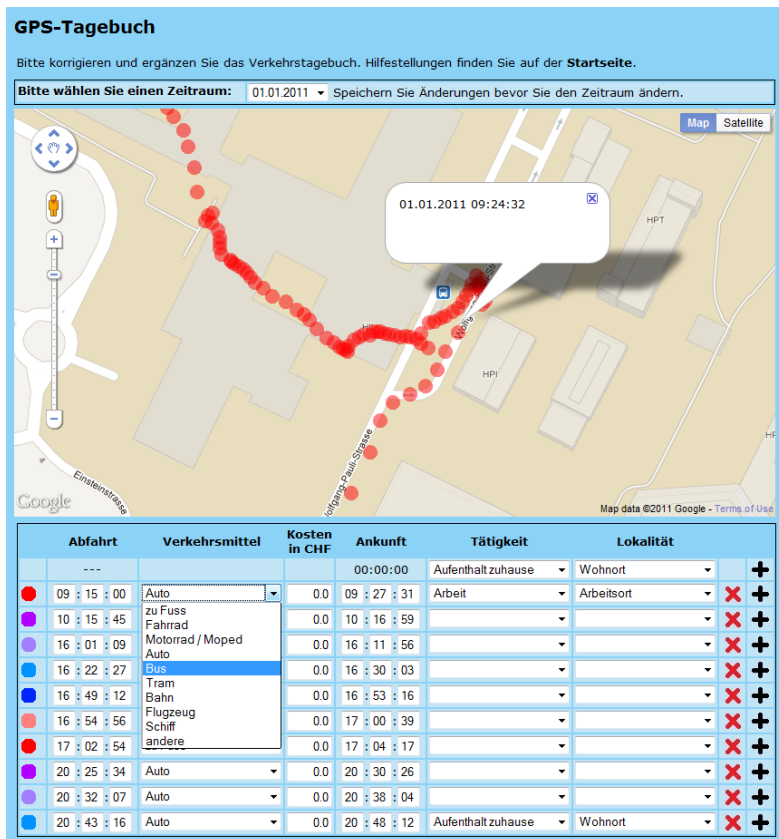 GPS-Tagebuch
Bitte korrigieren und ergänzen Sie das Verkehrstagebuch. Hilfestellungen finden Sie auf der Startseite.
Bitte wählen Sie einen Zeitraum: 01.01.2011 Speichern Sie Änderungen bevor Sie den Zeitraum ändern.
Map Satellite
01.01.2011 09:24:32
HPT
HPI
Wolfgang-Pauli-Strasse
Einsteinstrasse
Google
Map data ©2011 Google - Terms of Use
Abfahrt Verkehrsmittel Kosten in CHF Ankunft Tätigkeit Lokalität
--- 00:00:00 Aufenthalt zuhause Wohnort
09 : 15 : 00 Auto 0.0 09 : 27 : 31 Arbeit Arbeitsort
10 : 15 : 45 0.0 10 : 16 : 59
16 : 01 : 09 0.0 16 : 11 : 56
16 : 22 : 27 0.0 16 : 30 : 03
16 : 49 : 12 0.0 16 : 53 : 16
16 : 54 : 56 0.0 17 : 00 : 39
17 : 02 : 54 0.0 17 : 04 : 17
zu Fuss
Fahrrad
Motorrad / Moped
Auto
Bus
Tram
Bahn
Flugzeug
Schiff
andere
20 : 25 : 34 Auto 0.0 20 : 30 : 26
20 : 32 : 07 Auto 0.0 20 : 38 : 04
20 : 43 : 16 Auto 0.0 20 : 48 : 12 Aufenthalt zuhause Wohnort